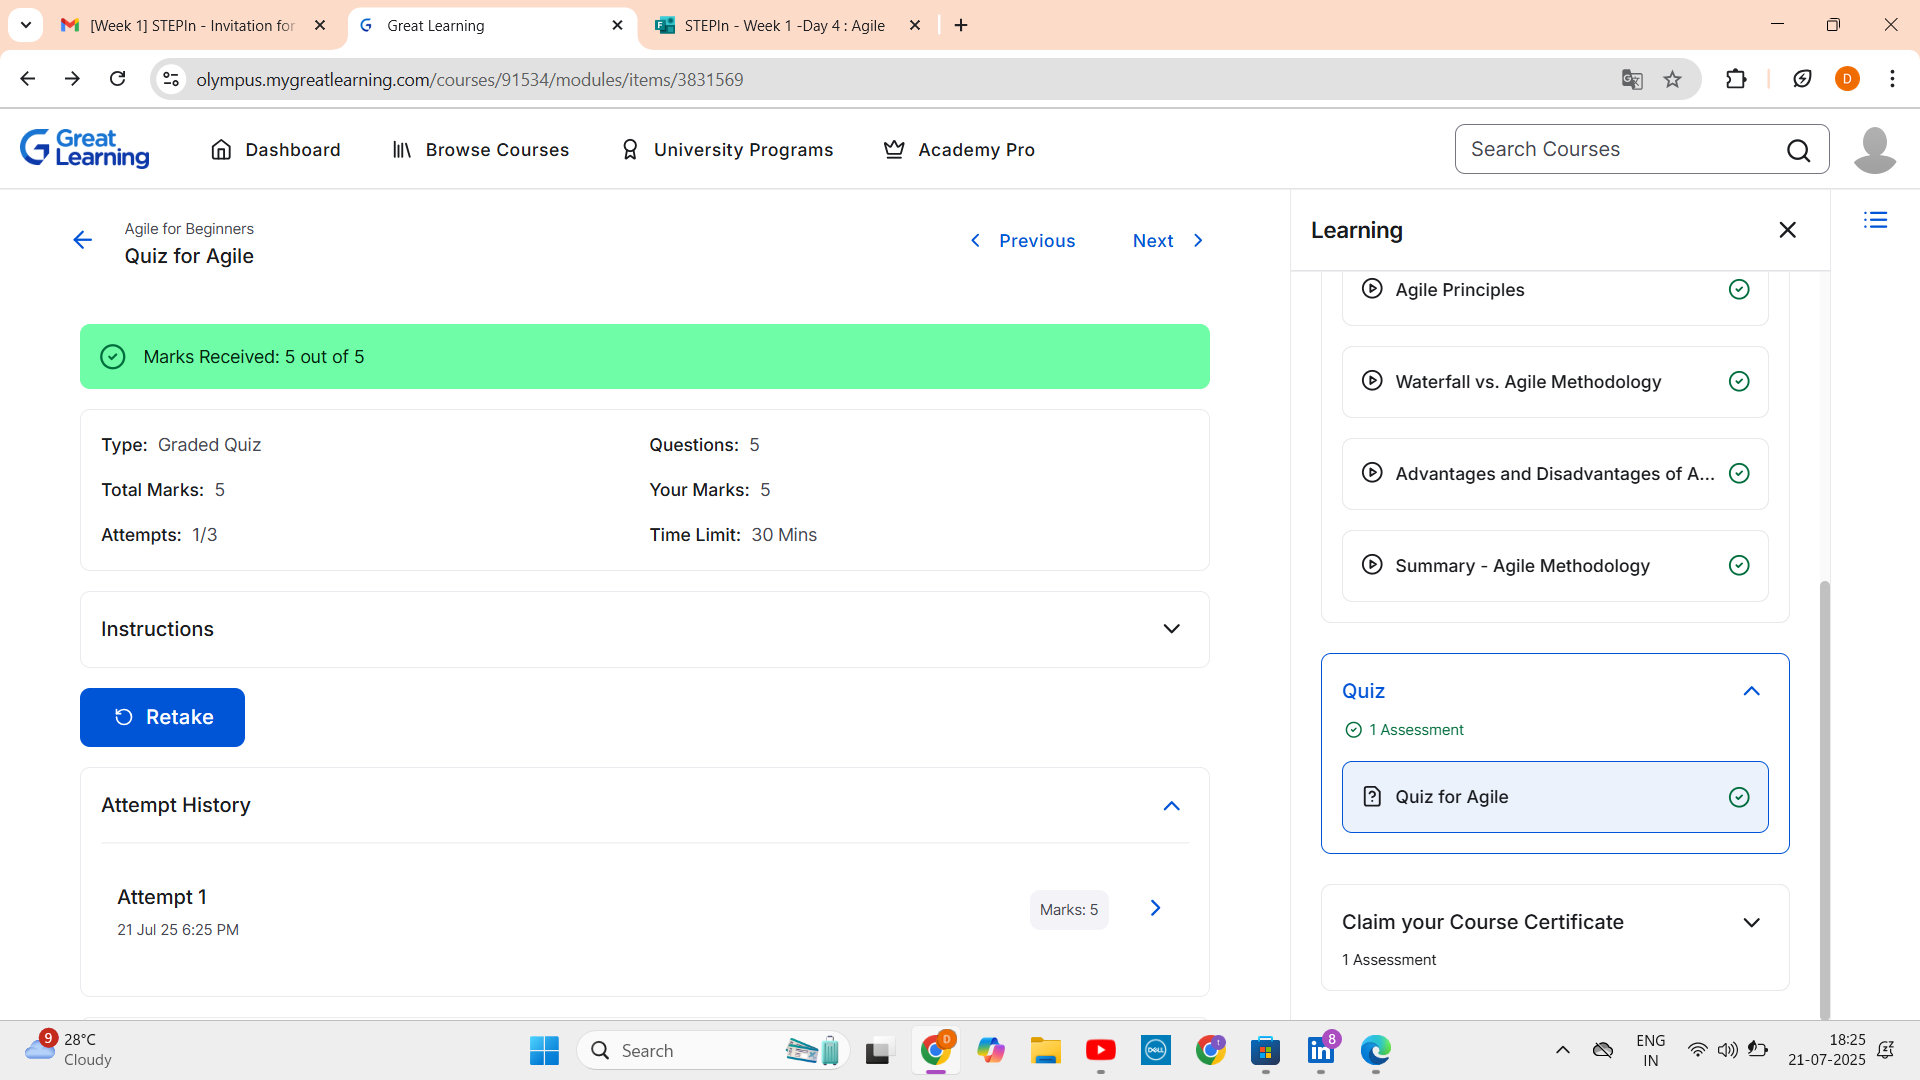 [Week 1] STEPIn - Invitation for
Great Learning
STEPIn - Week 1 -Day 4 : Agile
olympus.mygreatlearning.com/courses/91534/modules/items/3831569
D
Great Learning
Dashboard
Browse Courses
University Programs
Academy Pro
Search Courses
Agile for Beginners
Quiz for Agile
Previous
Next
Marks Received: 5 out of 5
Type: Graded Quiz
Questions: 5
Total Marks: 5
Your Marks: 5
Attempts: 1/3
Time Limit: 30 Mins
Instructions
Retake
Attempt History
Attempt 1
21 Jul 25 6:25 PM
Marks: 5
Learning
Agile Principles
Waterfall vs. Agile Methodology
Advantages and Disadvantages of A...
Summary - Agile Methodology
Quiz
1 Assessment
Quiz for Agile
Claim your Course Certificate
1 Assessment
9
28°C
Cloudy
Search
D
DELL
8
ENG
IN
18:25
21-07-2025